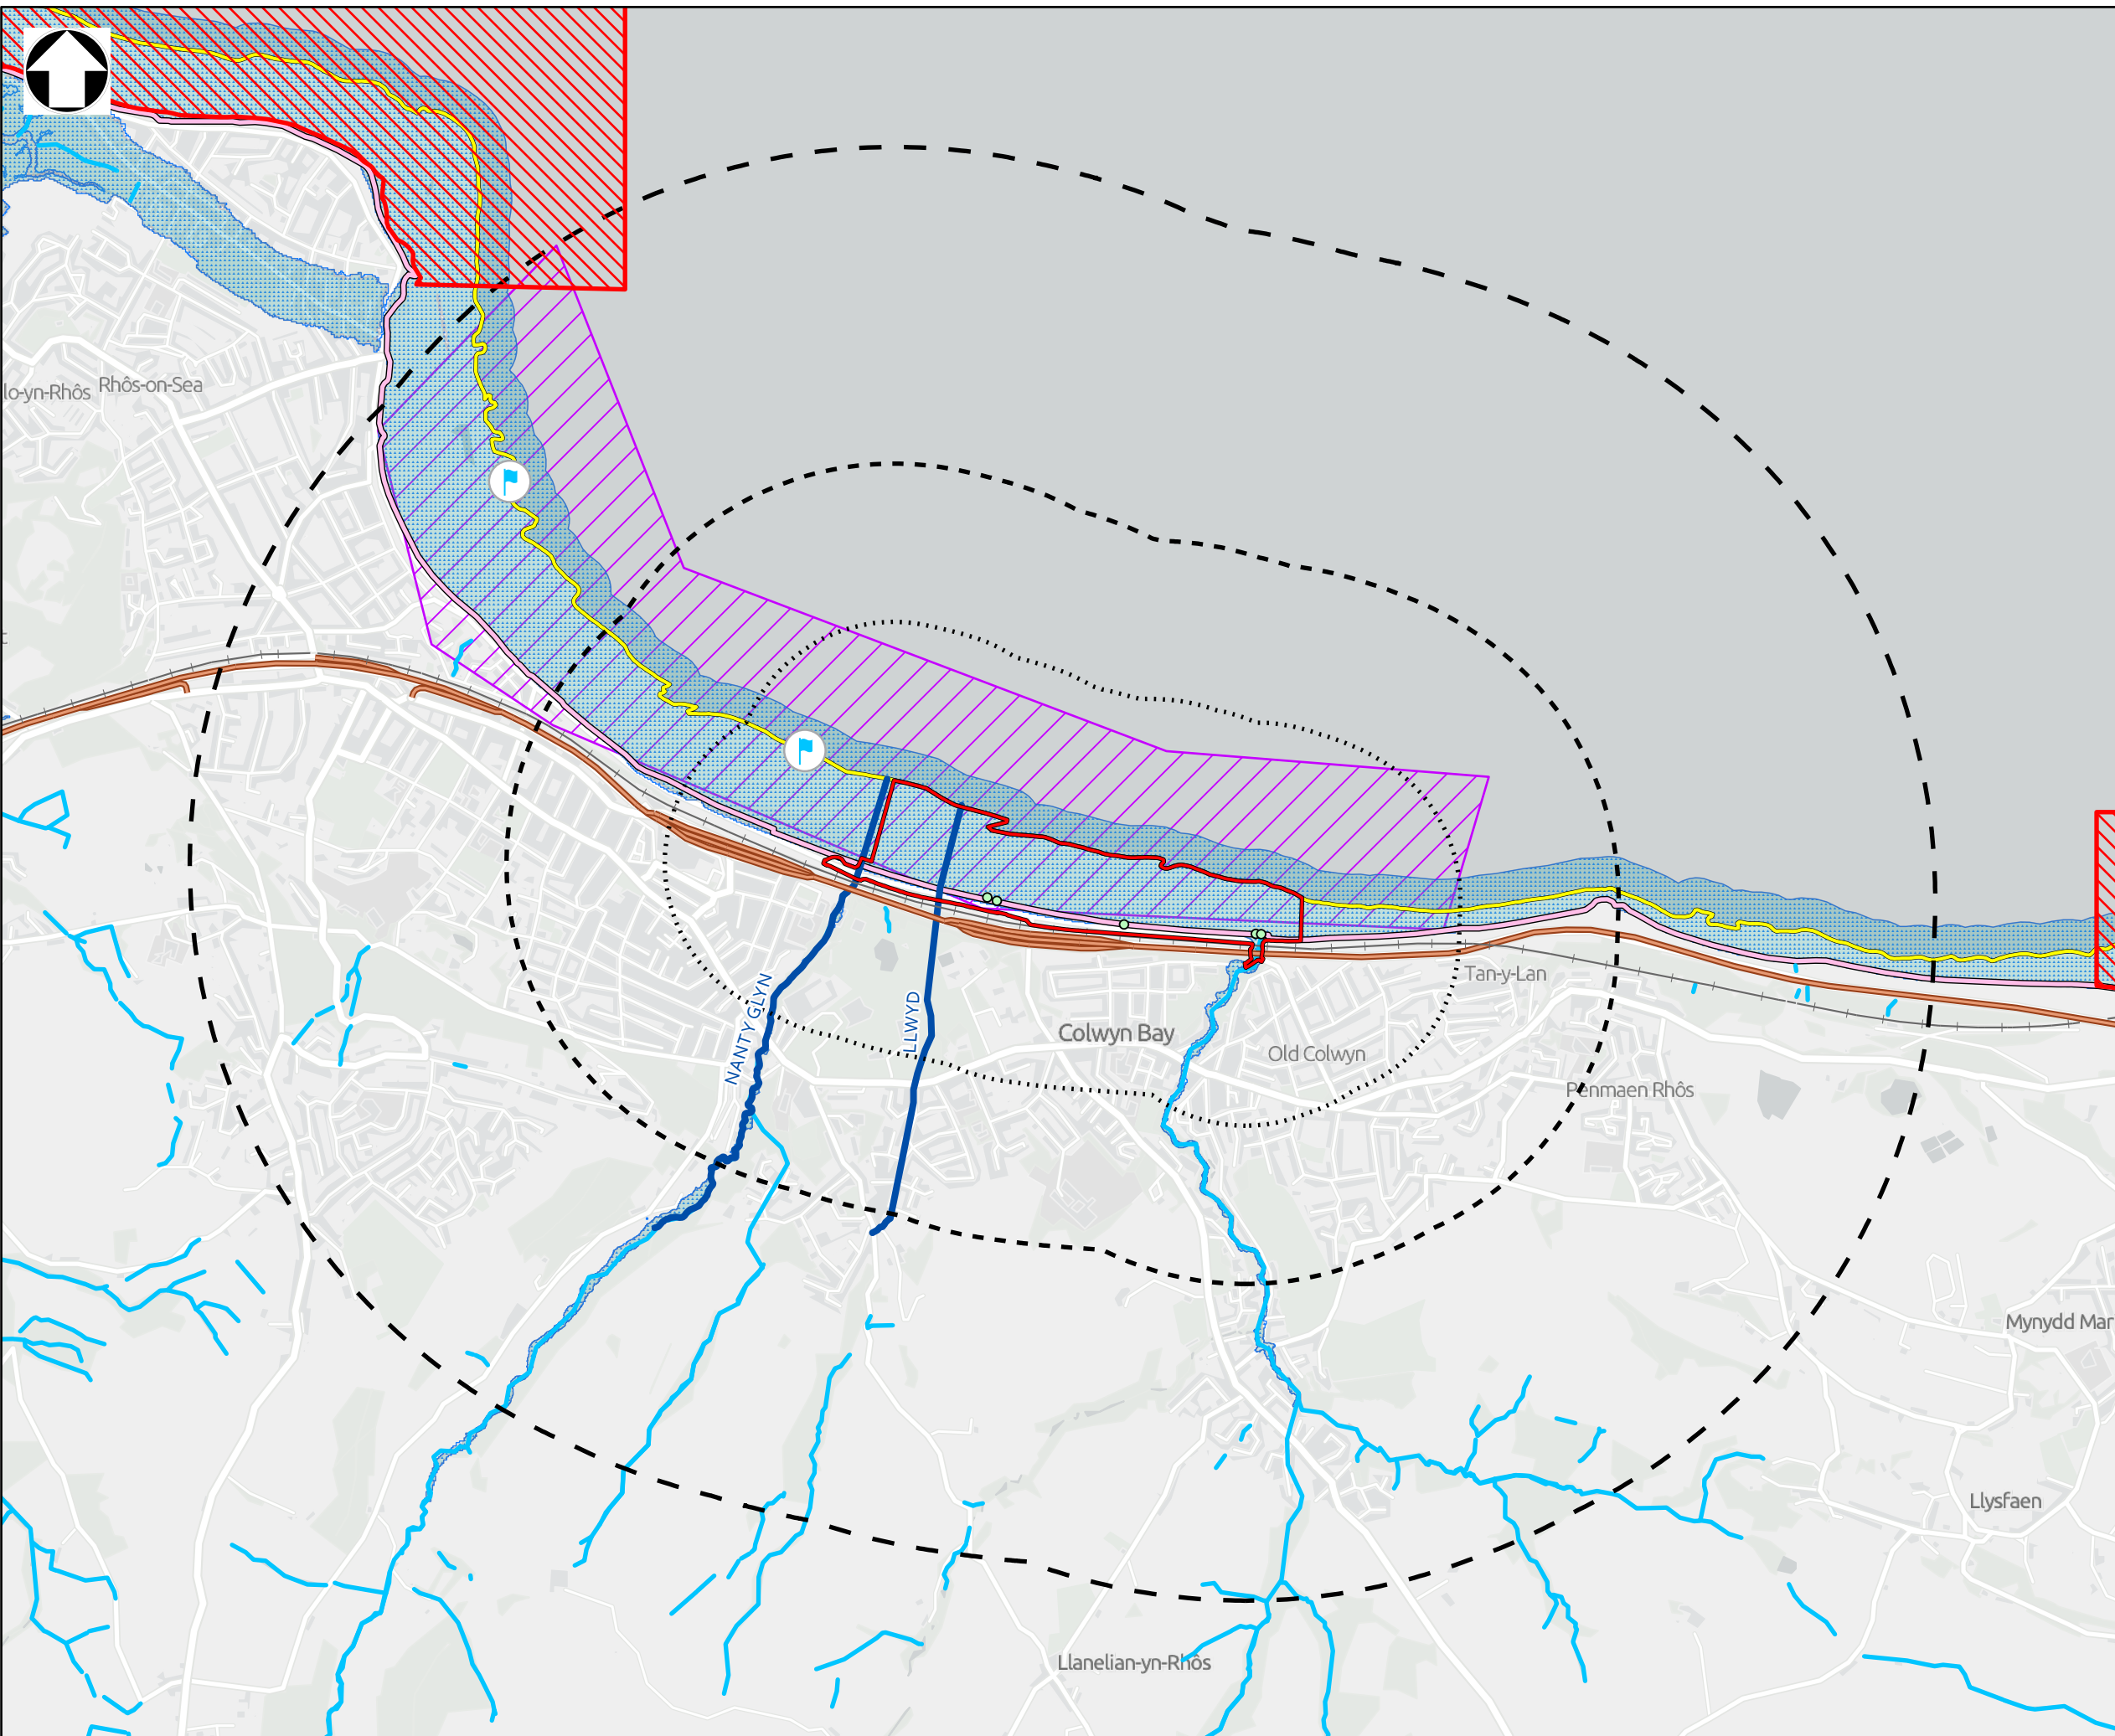 lo-yn-Rhôs
Rhôs-on-Sea
Tan-y-Lan
NANTY GLYN
LLWYD
Colwyn Bay
Old Colwyn
Penmaen Rhôs
Mynydd Mar
Llysfaen
Llanelian-yn-Rhôs